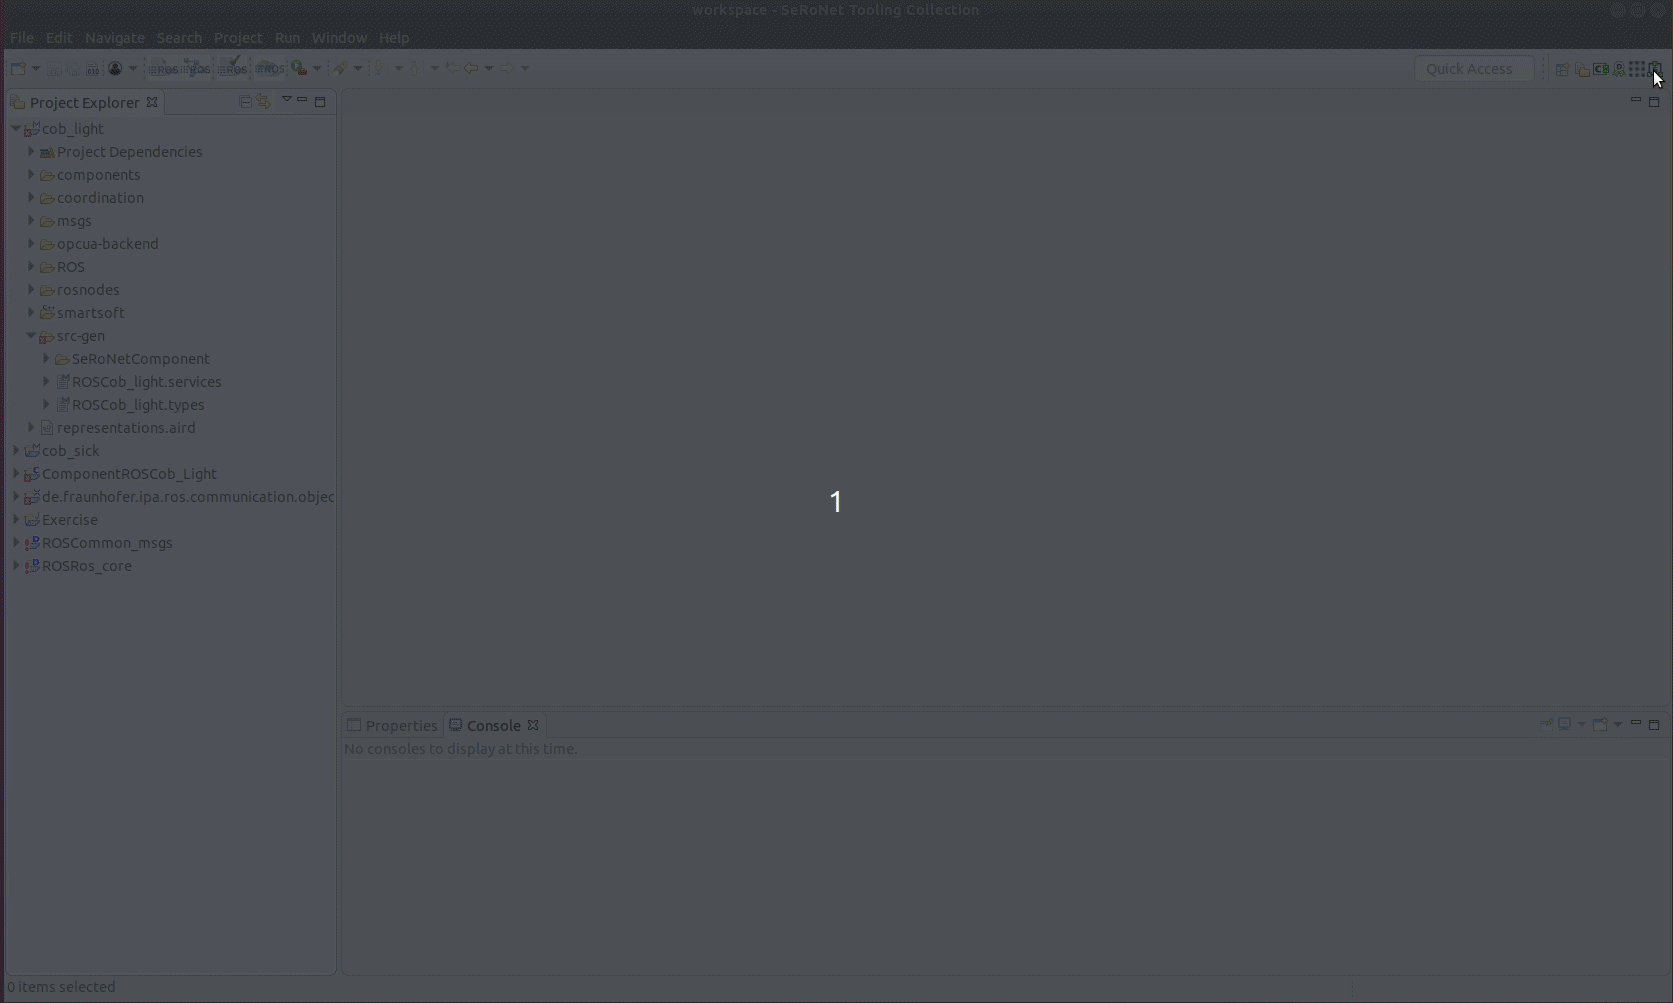 workspace - SeRoNet Tooling Collection
File Edit Navigate Search Project Run Window Help
Quick Access
Project Explorer
cob_light
Project Dependencies
components
coordination
msgs
opcua-backend
ROS
rosnodes
smartsoft
src-gen
SeRoNetComponent
ROSCob_light.services
ROSCob_light.types
representations.aird
cob_sick
ComponentROSCob_Light
de.fraunhofer.ipa.ros.communication.objec
Exercise
ROSCommon_msgs
ROSRos_core
1
Properties
Console
No consoles to display at this time.
0 items selected